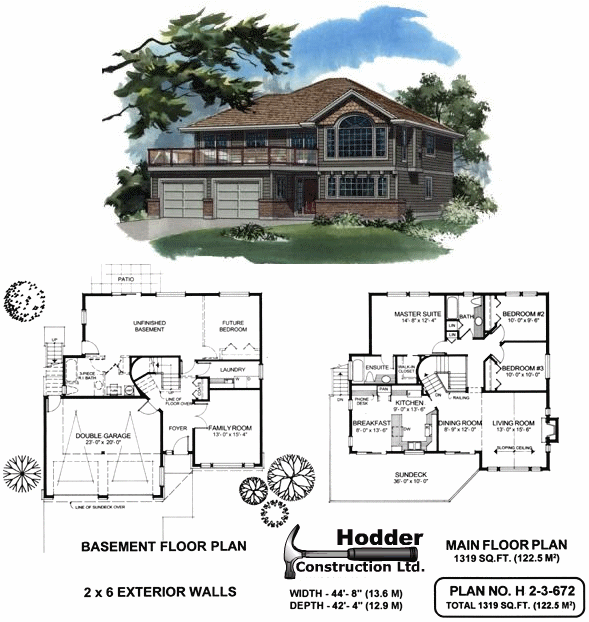 PATIO
UNFINISHED
BASEMENT
FUTURE
BEDROOM
UP
3-PIECE
R/I BATH
LAUNDRY
LINE OF
FLOOR OVER
DOUBLE GARAGE
23'-0" x 20'-0"
FOYER
FAMILY ROOM
13'-0" x 15'-4"
LINE OF SUNDECK OVER
BASEMENT FLOOR PLAN
2 x 6 EXTERIOR WALLS
MASTER SUITE
14'-8" x 12'-4"
BATH
LIN
LIN
BEDROOM #2
10'-0" x 9'-6"
ENSUITE
WALK-IN
CLOSET
BEDROOM #3
10'-0" x 10'-0"
DN
PHONE
DESK
PAN
DN
RAILING
KITCHEN
9'-0" x 13'-6"
BREAKFAST
8'-0" x 13'-6"
DW
DINING ROOM
8'-9" x 12'-0"
LIVING ROOM
13'-0" x 15'-6"
SLOPING CEILING
SUNDECK
36'-0" x 10'-0"
Hodder
Construction Ltd.
MAIN FLOOR PLAN
1319 SQ.FT. (122.5 M²)
WIDTH - 44'- 8" (13.6 M)
DEPTH - 42'- 4" (12.9 M)
PLAN NO. H 2-3-672
TOTAL 1319 SQ.FT. (122.5 M²)